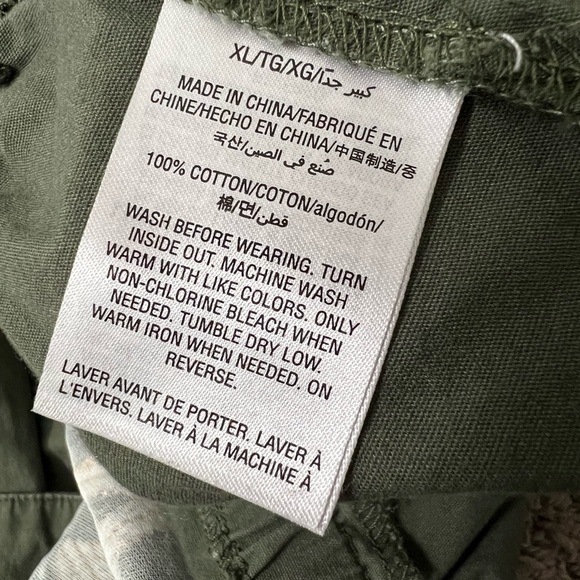 XL/TG/XG/كبير جدًا
MADE IN CHINA/FABRIQUÉ EN
CHINE/HECHO EN CHINA/中国制造/중
국산/صُنع في الصين
100% COTTON/COTON/algodón/
棉/면/قطن
WASH BEFORE WEARING. TURN
INSIDE OUT. MACHINE WASH
WARM WITH LIKE COLORS. ONLY
NON-CHLORINE BLEACH WHEN
NEEDED. TUMBLE DRY LOW.
WARM IRON WHEN NEEDED. ON
REVERSE.
LAVER AVANT DE PORTER. LAVER À
L'ENVERS. LAVER À LA MACHINE À